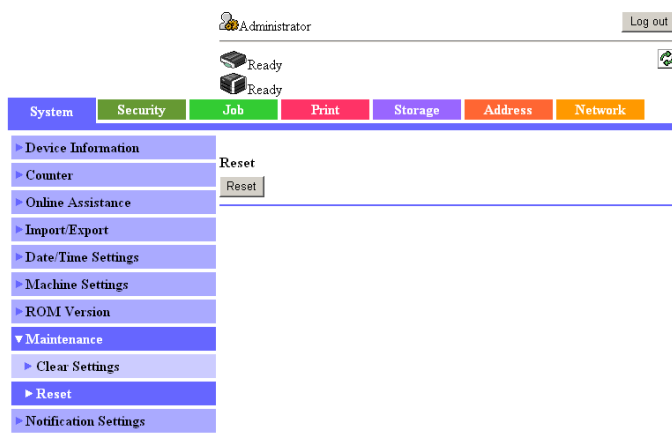 Administrator
Log out
Ready
Ready
System Security Job Print Storage Address Network
Device Information
Counter
Online Assistance
Import/Export
Date/Time Settings
Machine Settings
ROM Version
Maintenance
Clear Settings
Reset
Notification Settings
Reset
Reset